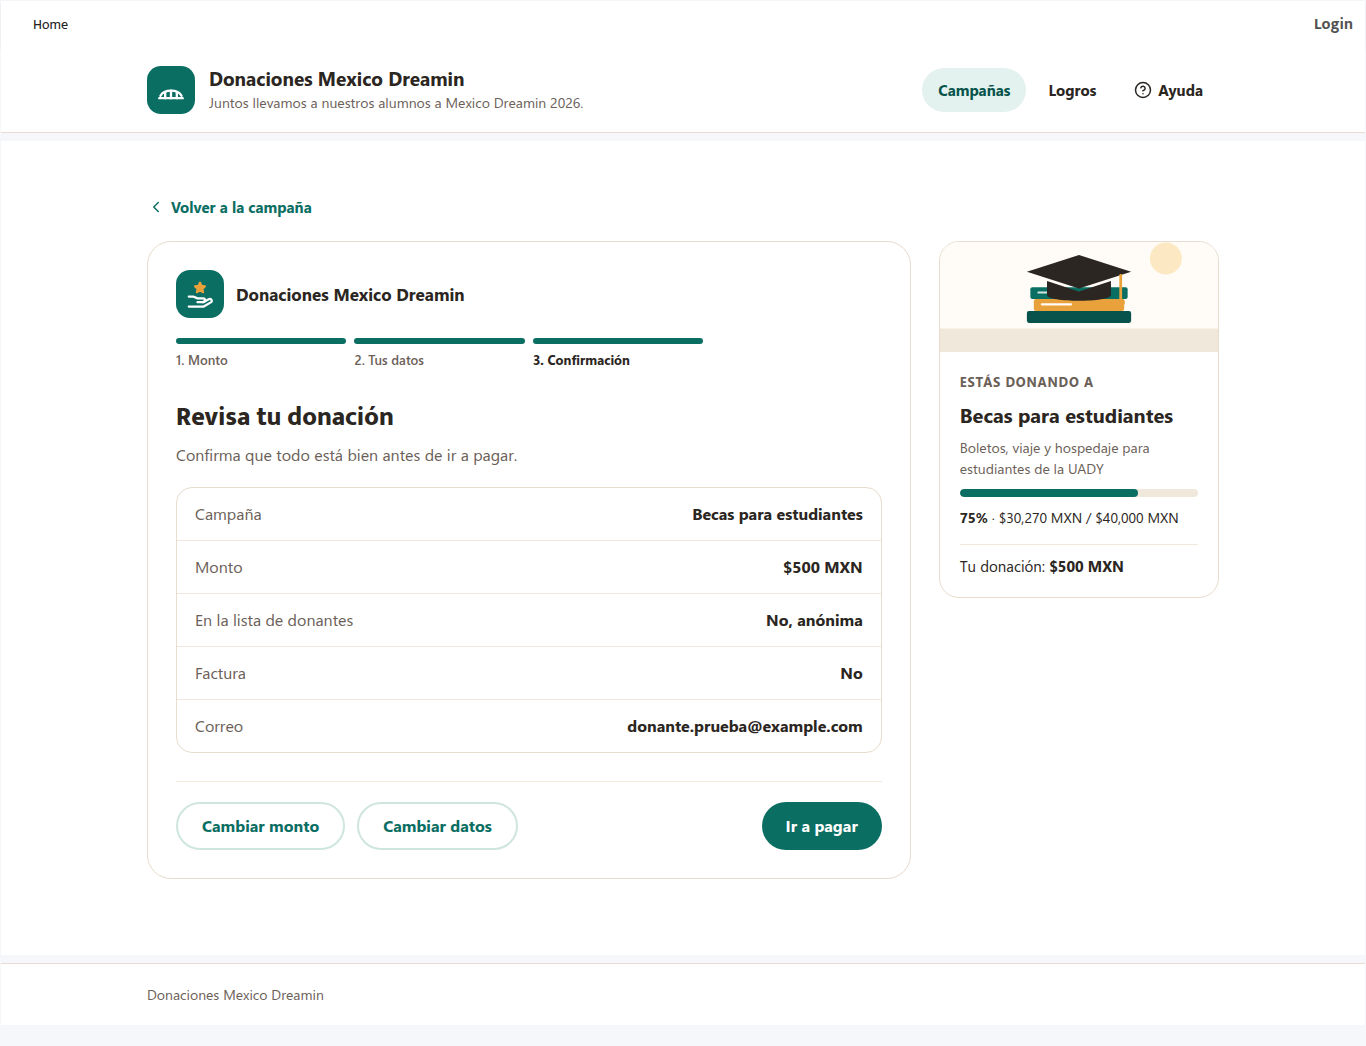 Home
Login
Donaciones Mexico Dreamin
Juntos llevamos a nuestros alumnos a Mexico Dreamin 2026.
Campañas
Logros
Ayuda
Volver a la campaña
Donaciones Mexico Dreamin
1. Monto
2. Tus datos
3. Confirmación
Revisa tu donación
Confirma que todo está bien antes de ir a pagar.
Campaña
Becas para estudiantes
Monto
$500 MXN
En la lista de donantes
No, anónima
Factura
No
Correo
donante.prueba@example.com
Cambiar monto
Cambiar datos
Ir a pagar
ESTÁS DONANDO A
Becas para estudiantes
Boletos, viaje y hospedaje para
estudiantes de la UADY
75% · $30,270 MXN / $40,000 MXN
Tu donación: $500 MXN
Donaciones Mexico Dreamin